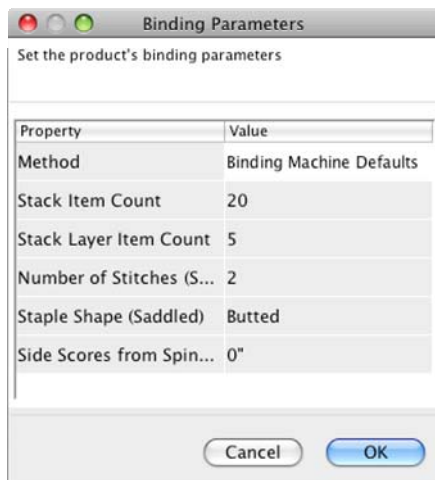 Binding Parameters
Set the product's binding parameters
Property Value
Method Binding Machine Defaults
Stack Item Count 20
Stack Layer Item Count 5
Number of Stitches (S... 2
Staple Shape (Saddled) Butted
Side Scores from Spin... 0"
Cancel OK